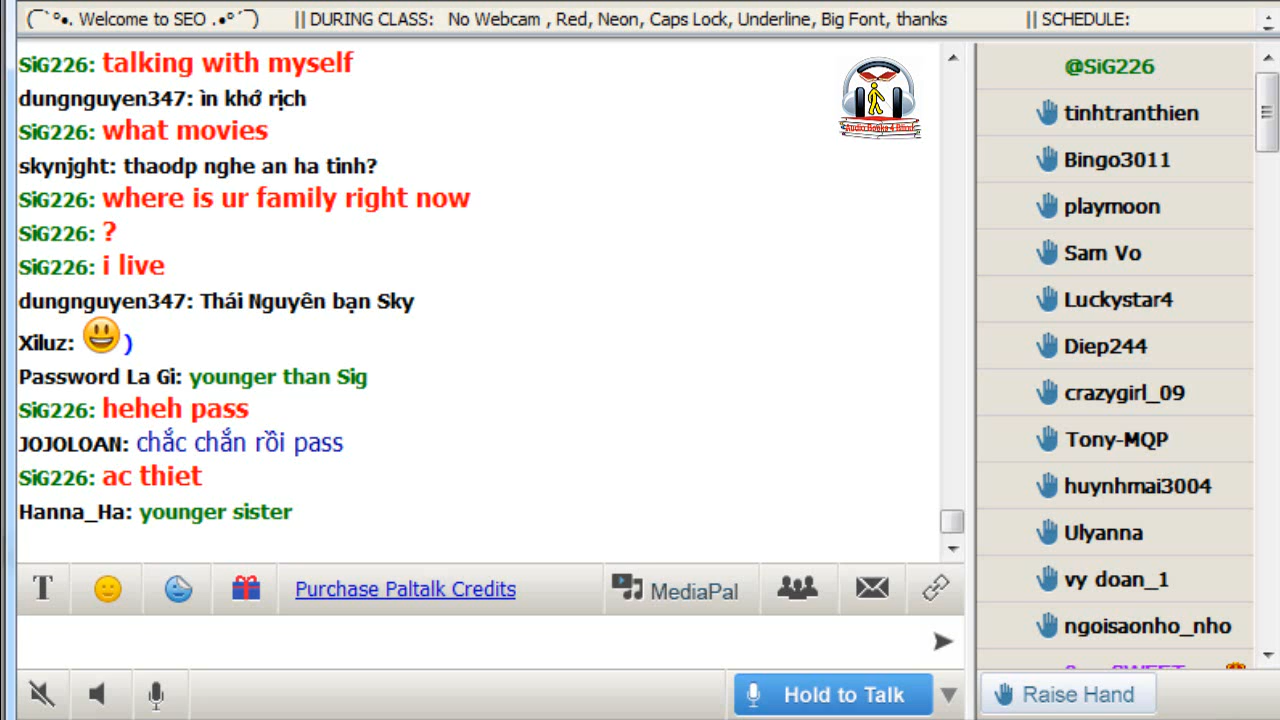 (¯`°•. Welcome to SEO .•°´¯) || DURING CLASS: No Webcam , Red, Neon, Caps Lock, Underline, Big Font, thanks || SCHEDULE:
SiG226: talking with myself
dungnguyen347: ìn khớ rịch
SiG226: what movies
skynjght: thaodp nghe an ha tinh?
SiG226: where is ur family right now
SiG226: ?
SiG226: i live
dungnguyen347: Thái Nguyên bạn Sky
Xiluz: 😃 )
Password La Gi: younger than Sig
SiG226: heheh pass
JOJOLOAN: chắc chắn rồi pass
SiG226: ac thiet
Hanna_Ha: younger sister
T
Purchase Paltalk Credits
MediaPal
Hold to Talk
@SiG226
tinhtranthien
Bingo3011
playmoon
Sam Vo
Luckystar4
Diep244
crazygirl_09
Tony-MQP
huynhmai3004
Ulyanna
vy doan_1
ngoisaonho_nho
Raise Hand